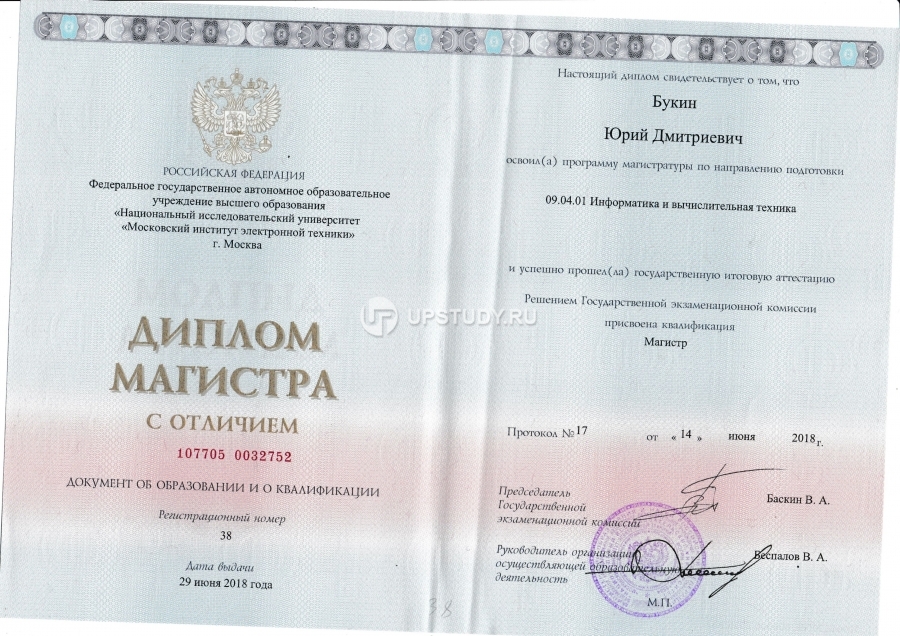 РОССИЙСКАЯ ФЕДЕРАЦИЯ
Федеральное государственное автономное образовательное
учреждение высшего образования
«Национальный исследовательский университет
«Московский институт электронной техники»
г. Москва
ДИПЛОМ
МАГИСТРА
С ОТЛИЧИЕМ
107705 0032752
ДОКУМЕНТ ОБ ОБРАЗОВАНИИ И О КВАЛИФИКАЦИИ
Регистрационный номер
38
Дата выдачи
29 июня 2018 года
38
UPSTUDY.RU
Настоящий диплом свидетельствует о том, что
Букин
Юрий Дмитриевич
освоил(а) программу магистратуры по направлению подготовки
09.04.01 Информатика и вычислительная техника
и успешно прошел(ла) государственную итоговую аттестацию
Решением Государственной экзаменационной комиссии
присвоена квалификация
Магистр
Протокол № 17 от « 14 » июня 2018 г.
Председатель
Государственной
экзаменационной комиссии
Баскин В. А.
Руководитель организации,
осуществляющей образовательную
деятельность
Беспалов В. А.
М.П.